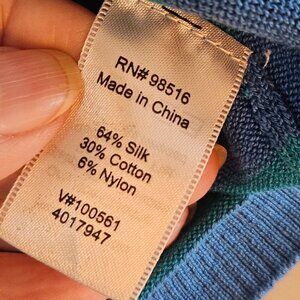 RN# 98516
Made in China
64% Silk
30% Cotton
6% Nylon
V#100561
4017947